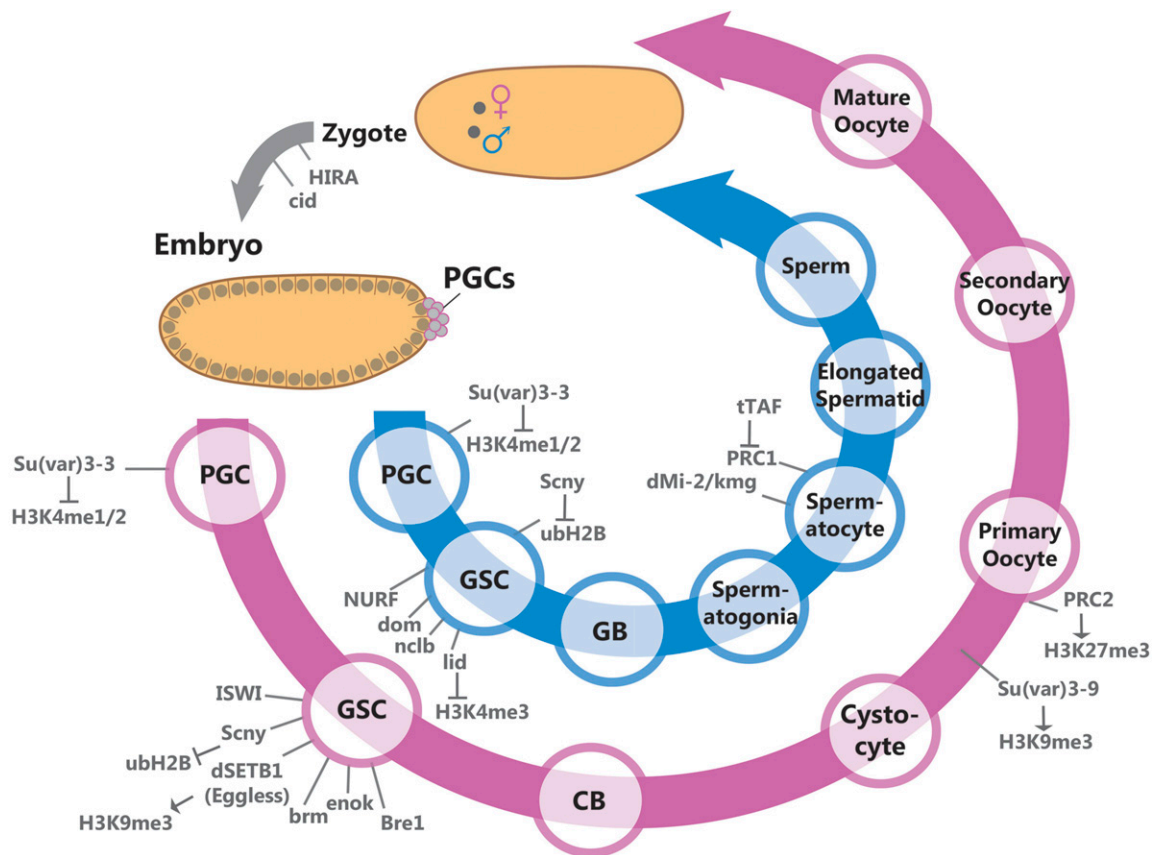 Mature
Oocyte
Zygote
♀
♂
HIRA
cid
Embryo
PGCs
Sperm
Secondary
Oocyte
Elongated
Spermatid
Su(var)3-3
H3K4me1/2
tTAF
PRC1
dMi-2/kmg
Su(var)3-3
H3K4me1/2
PGC
PGC
Scny
ubH2B
Sperm-
atocyte
Primary
Oocyte
GSC
NURF
dom
nclb
lid
H3K4me3
GB
Sperm-
atogonia
PRC2
H3K27me3
Su(var)3-9
H3K9me3
ISWI
GSC
Scny
ubH2B
dSETB1
(Eggless)
H3K9me3
brm
enok
Bre1
CB
Cysto-
cyte